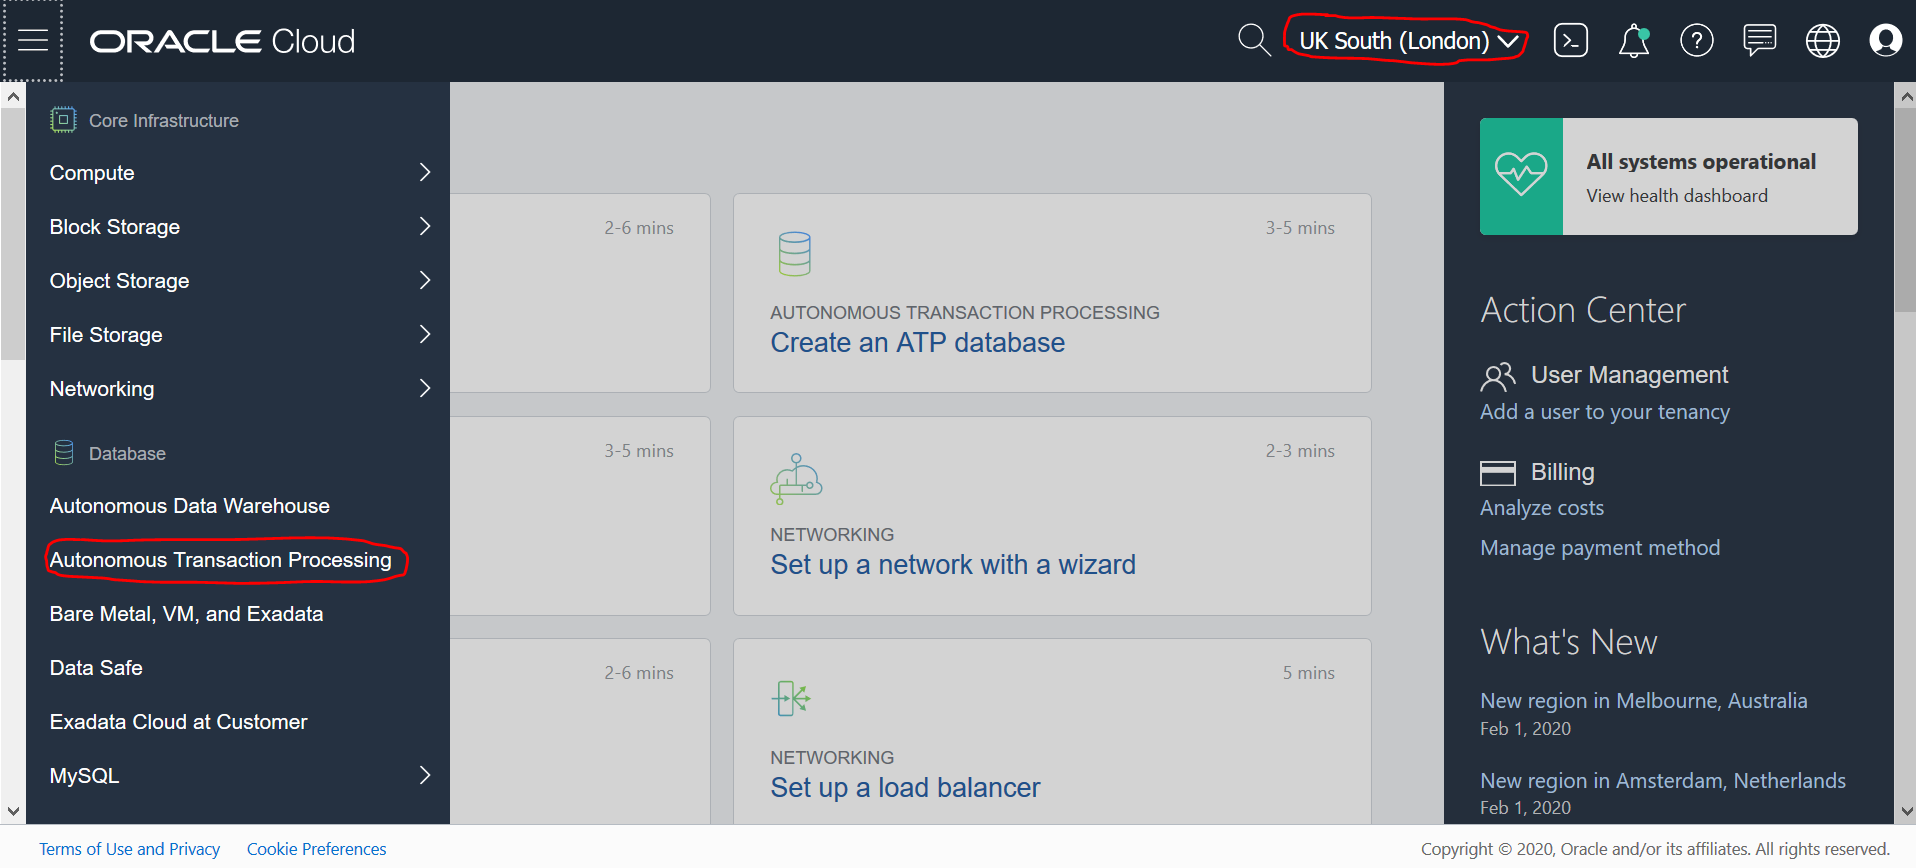 ORACLE Cloud
UK South (London)
Core Infrastructure
Compute
Block Storage
Object Storage
File Storage
Networking
Database
Autonomous Data Warehouse
Autonomous Transaction Processing
Bare Metal, VM, and Exadata
Data Safe
Exadata Cloud at Customer
MySQL
2-6 mins
3-5 mins
AUTONOMOUS TRANSACTION PROCESSING
Create an ATP database
3-5 mins
2-3 mins
NETWORKING
Set up a network with a wizard
2-6 mins
5 mins
NETWORKING
Set up a load balancer
All systems operational
View health dashboard
Action Center
User Management
Add a user to your tenancy
Billing
Analyze costs
Manage payment method
What's New
New region in Melbourne, Australia
Feb 1, 2020
New region in Amsterdam, Netherlands
Feb 1, 2020
Terms of Use and Privacy
Cookie Preferences
Copyright © 2020, Oracle and/or its affiliates. All rights reserved.